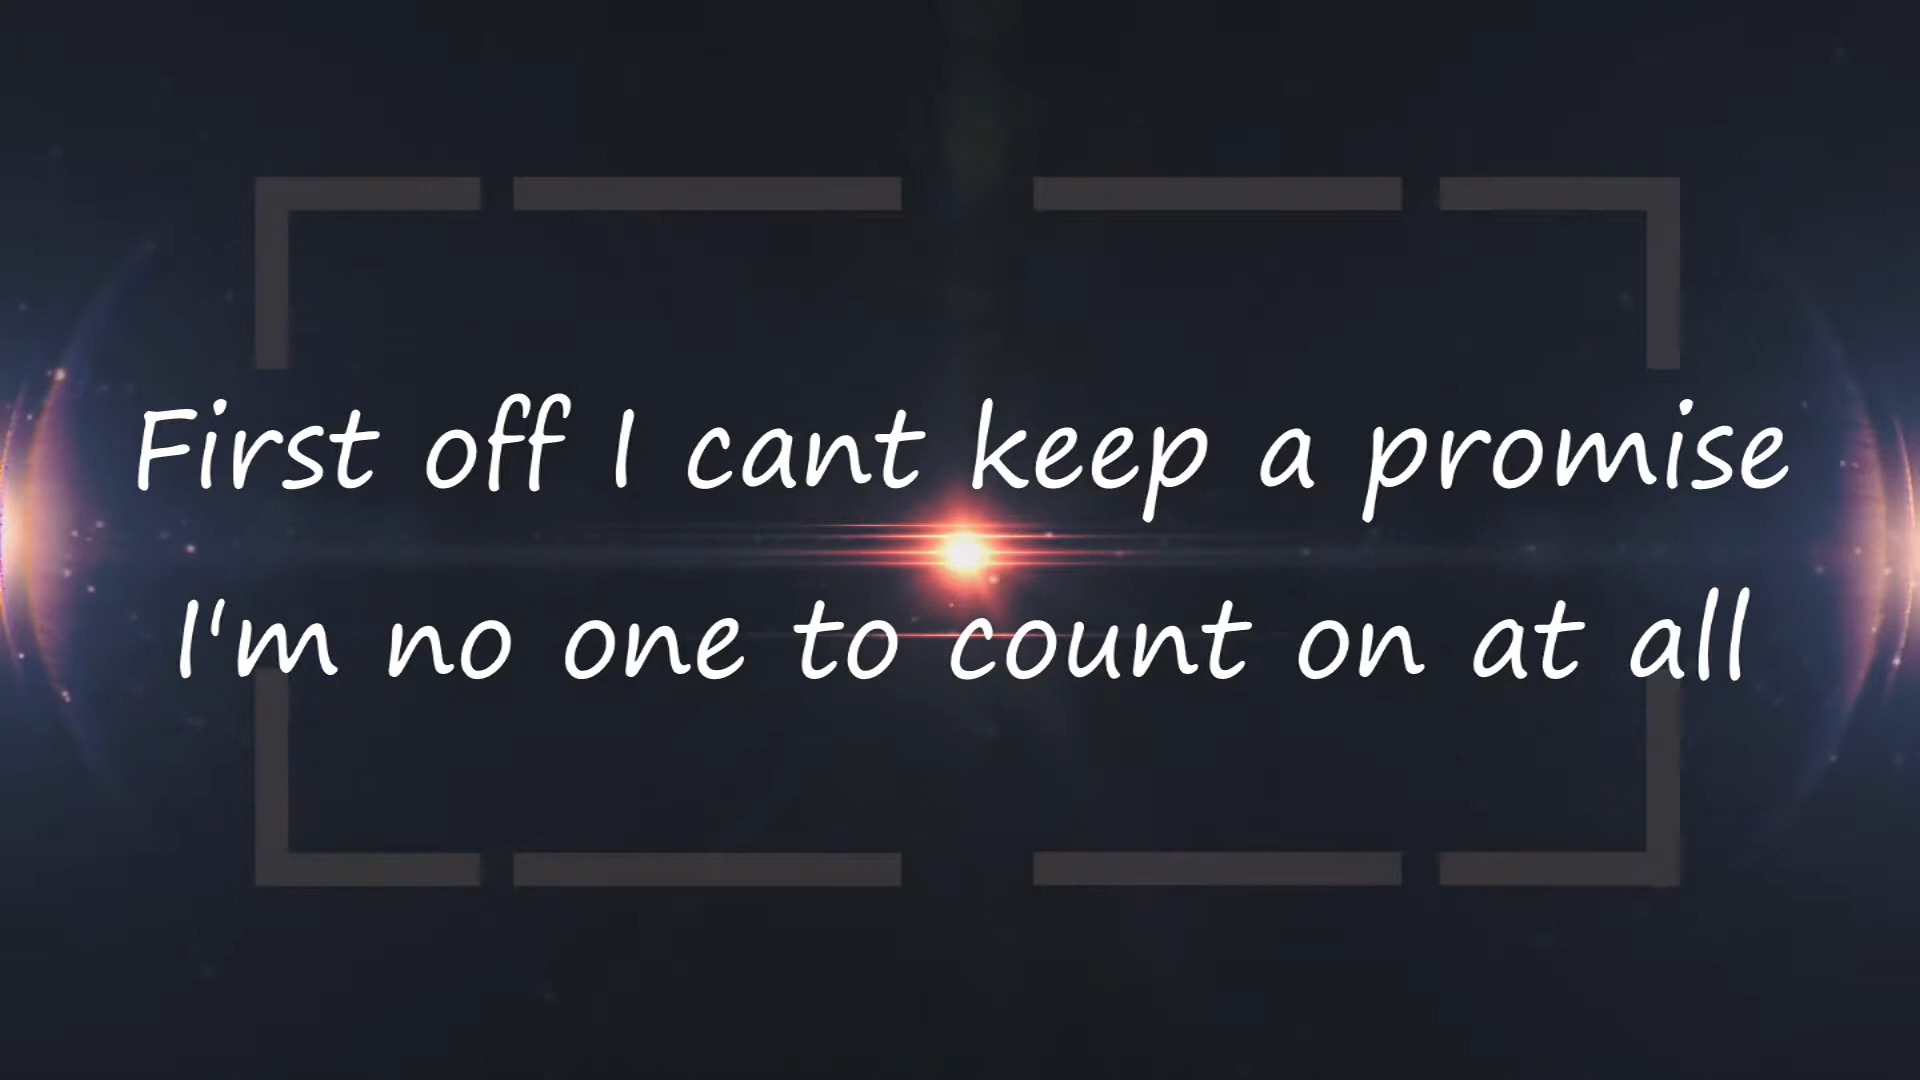 First off I cant keep a promise
I'm no one to count on at all